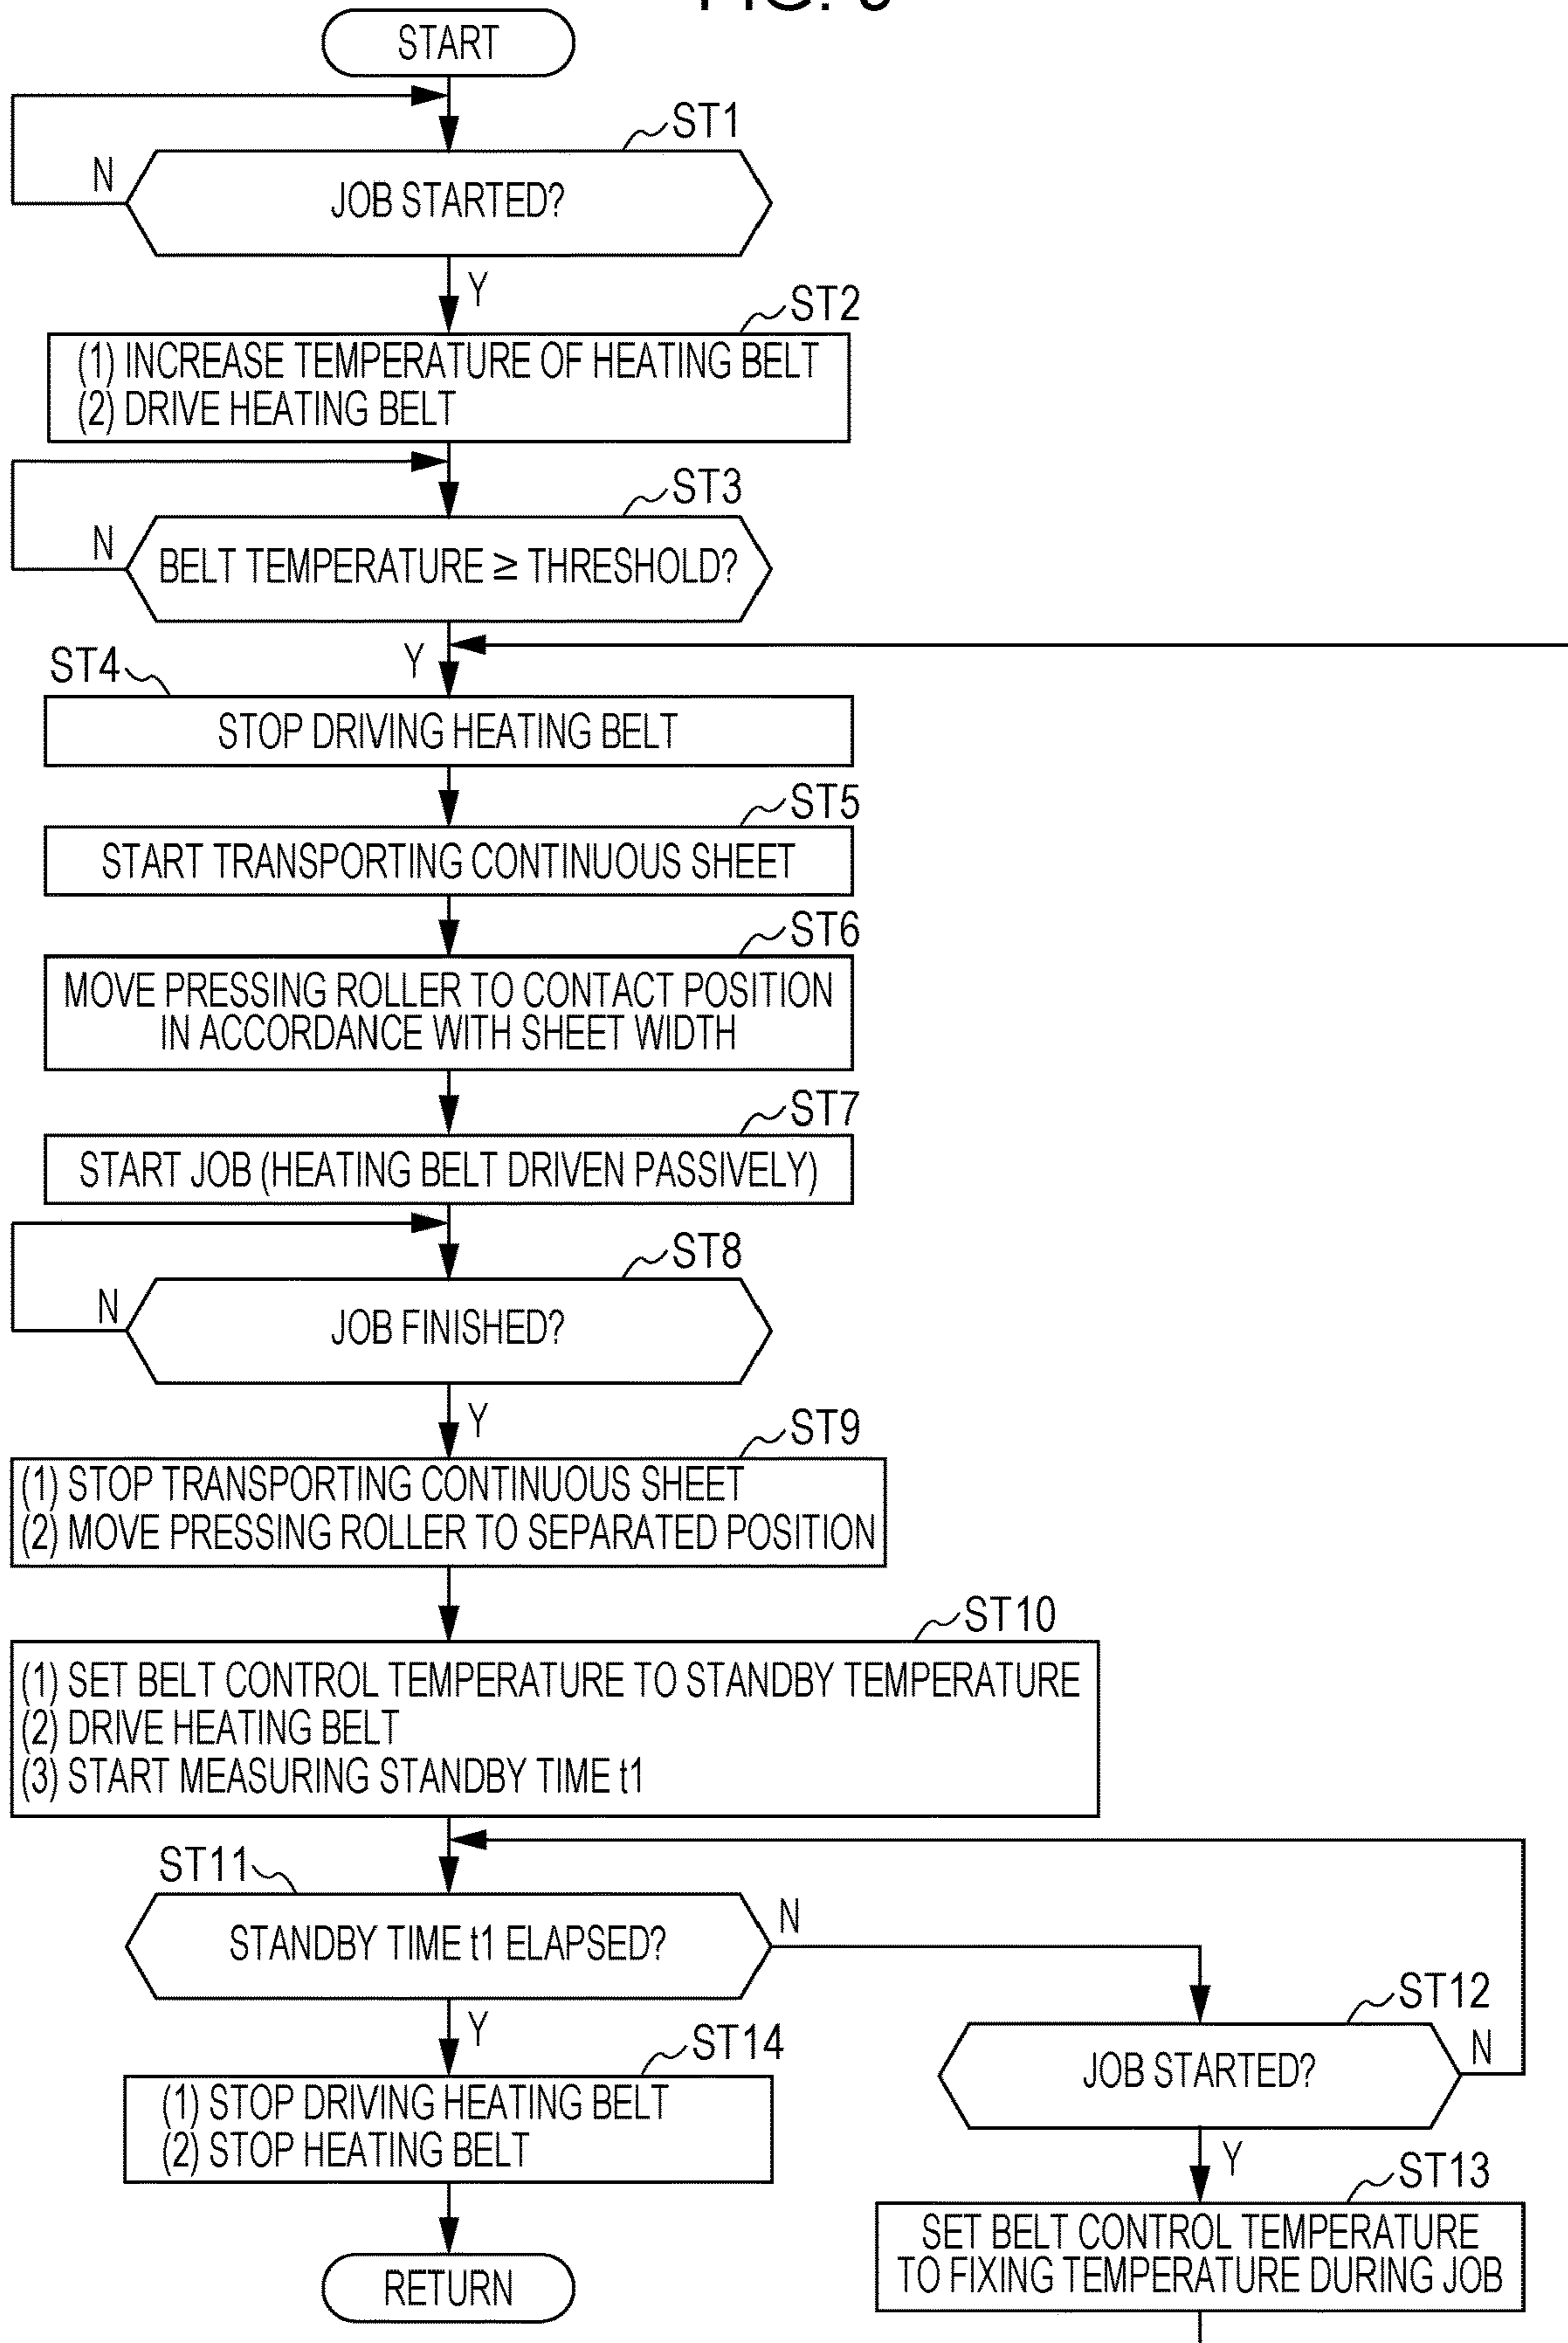 START
ST1
N
JOB STARTED?
Y
ST2
(1) INCREASE TEMPERATURE OF HEATING BELT
(2) DRIVE HEATING BELT
ST3
N
BELT TEMPERATURE ≥ THRESHOLD?
Y
ST4
STOP DRIVING HEATING BELT
ST5
START TRANSPORTING CONTINUOUS SHEET
ST6
MOVE PRESSING ROLLER TO CONTACT POSITION
IN ACCORDANCE WITH SHEET WIDTH
ST7
START JOB (HEATING BELT DRIVEN PASSIVELY)
ST8
N
JOB FINISHED?
Y
ST9
(1) STOP TRANSPORTING CONTINUOUS SHEET
(2) MOVE PRESSING ROLLER TO SEPARATED POSITION
ST10
(1) SET BELT CONTROL TEMPERATURE TO STANDBY TEMPERATURE
(2) DRIVE HEATING BELT
(3) START MEASURING STANDBY TIME t1
ST11
STANDBY TIME t1 ELAPSED?
N
Y
ST12
JOB STARTED?
N
Y
ST14
(1) STOP DRIVING HEATING BELT
(2) STOP HEATING BELT
ST13
SET BELT CONTROL TEMPERATURE
TO FIXING TEMPERATURE DURING JOB
RETURN